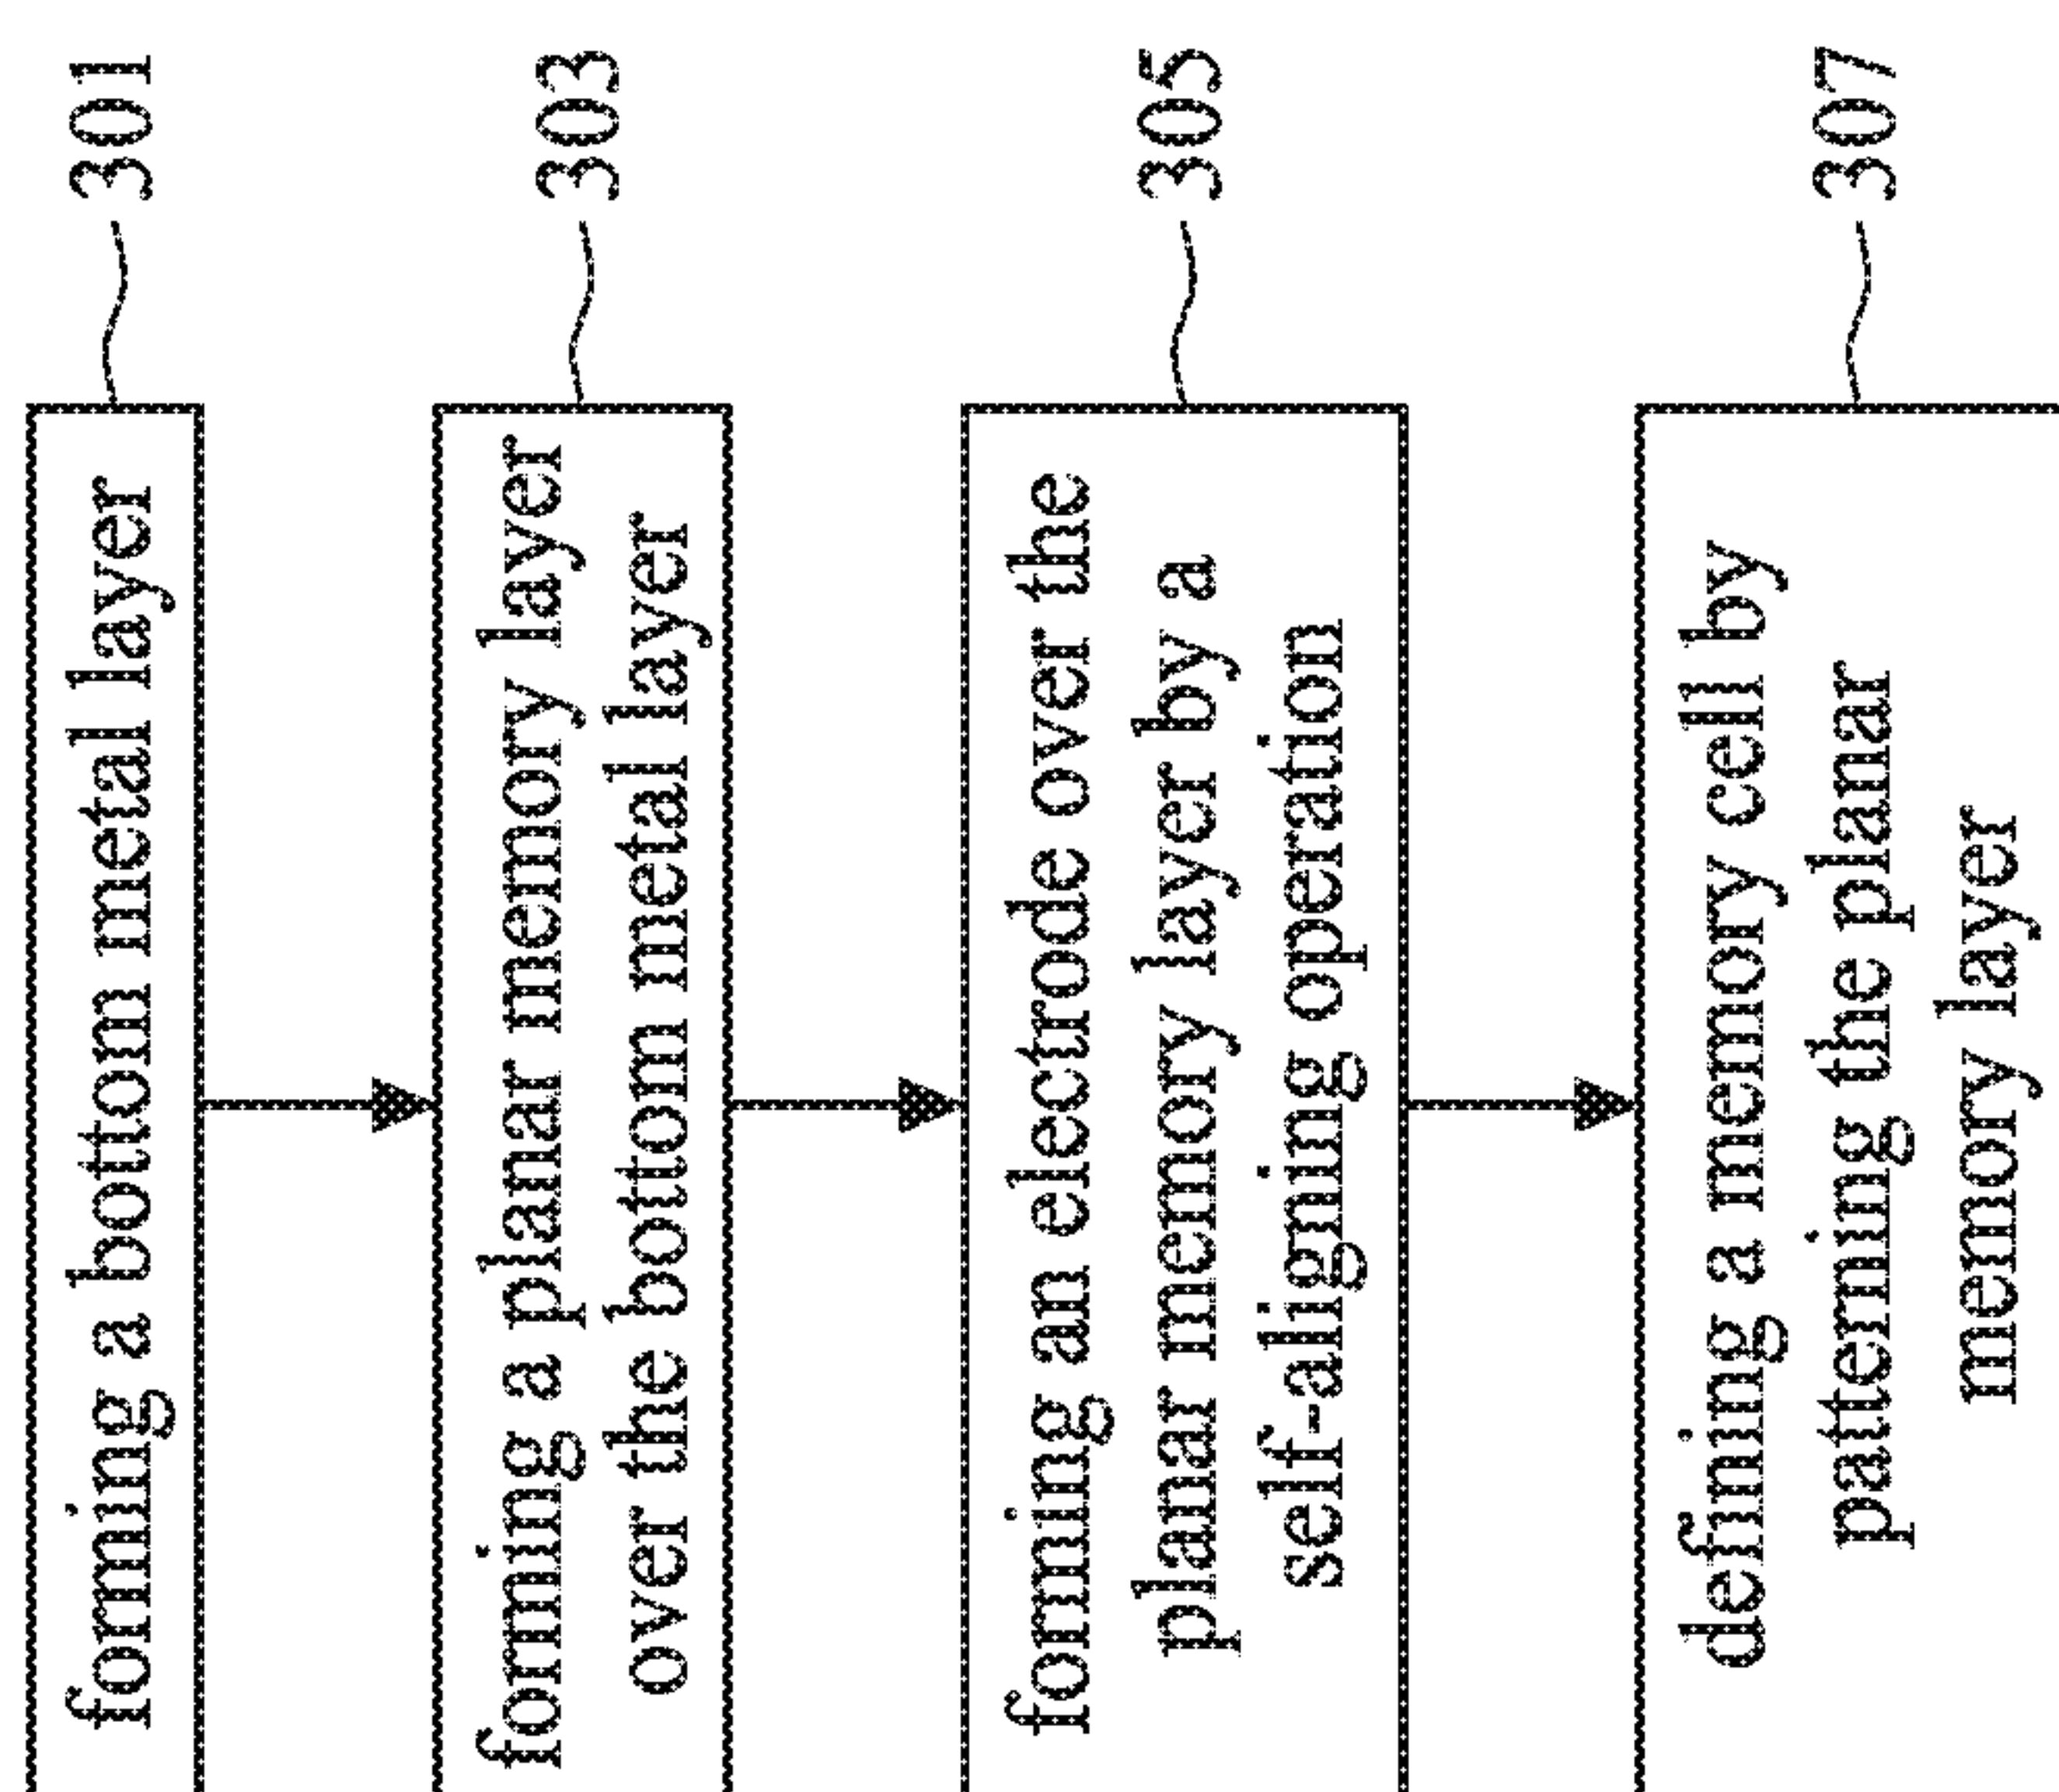 forming a bottom metal layer
301
forming a planar memory layer
over the bottom metal layer
303
forming an electrode over the
planar memory layer by a
self-aligning operation
305
defining a memory cell by
patterning the planar
memory layer
307